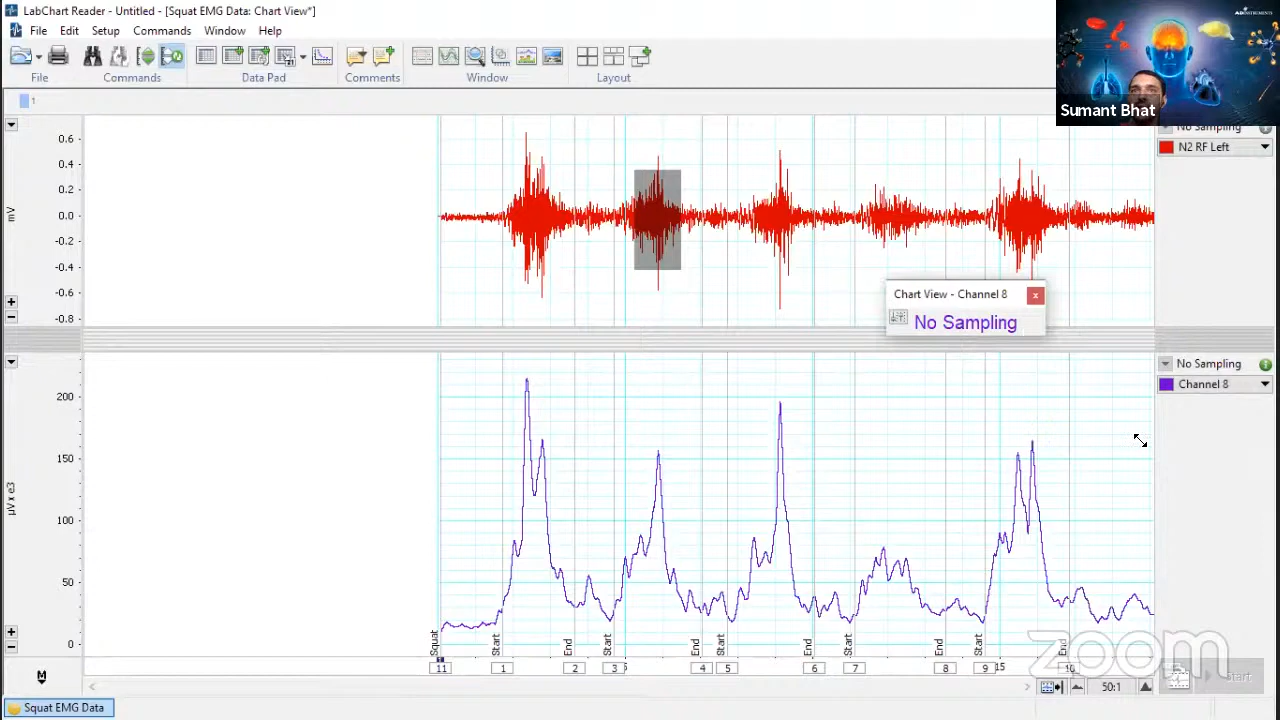 LabChart Reader - Untitled - [Squat EMG Data: Chart View*]
File Edit Setup Commands Window Help
File Commands Data Pad Comments Window Layout
ADINSTRUMENTS
Sumant Bhat
1
No Sampling
N2 RF Left
0.6
0.4
0.2
0.0
-0.2
-0.4
-0.6
-0.8
mV
Chart View - Channel 8 x
No Sampling
No Sampling
Channel 8
200
150
100
50
0
µV x e3
Squat Start End Start End Start End Start End Start
11 1 2 3 4 5 6 7 8 9 15 10
M
50:1
Start
zoom
Squat EMG Data